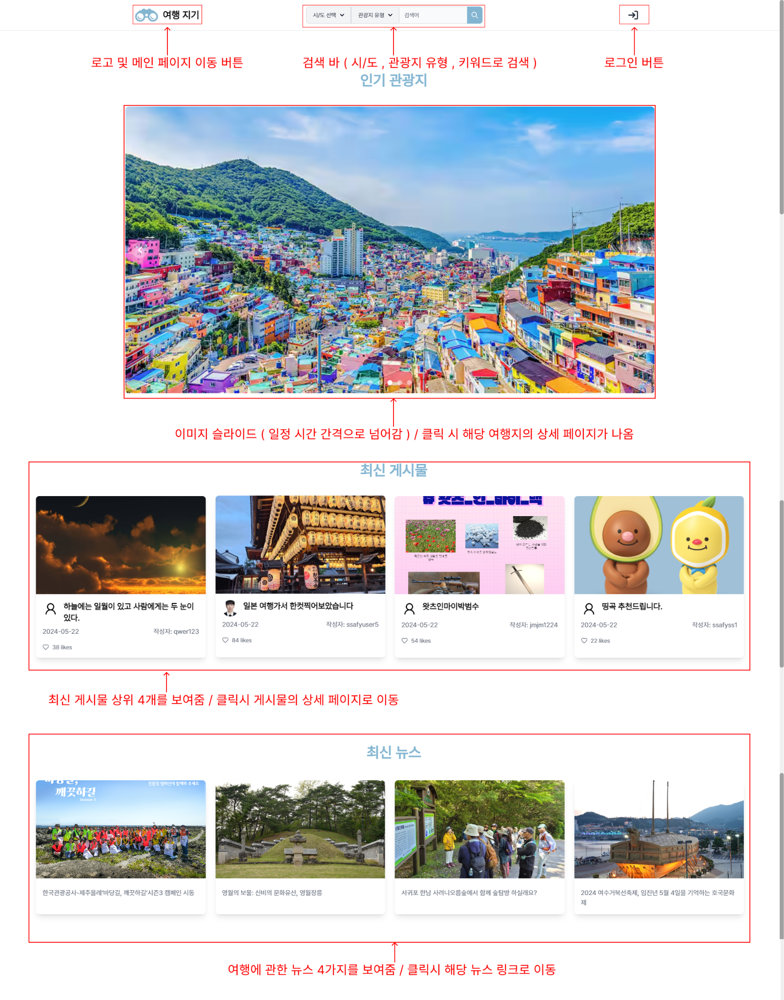 여행 지기
시/도 선택
관광지 유형
검색어
로고 및 메인 페이지 이동 버튼
검색 바 ( 시/도 , 관광지 유형 , 키워드로 검색 )
로그인 버튼
인기 관광지
이미지 슬라이드 ( 일정 시간 간격으로 넘어감 ) / 클릭 시 해당 여행지의 상세 페이지가 나옴
최신 게시물
하늘에는 일월이 있고 사람에게는 두 눈이
있다.
2024-05-22
작성자: qwer123
38 likes
일본 여행가서 한컷찍어보았습니다
2024-05-22
작성자: ssafyuser5
84 likes
왓츠인마이박범수
2024-05-22
작성자: jmjm1224
54 likes
띵곡 추천드립니다.
2024-05-22
작성자: ssafyss1
22 likes
최신 게시물 상위 4개를 보여줌 / 클릭시 게시물의 상세 페이지로 이동
최신 뉴스
깨끗하길
Season 3
친환경 캠페인에 함께해 주세요
한국관광공사-제주올레‘바당길, 깨끗하길’시즌3 캠페인 시동
영월의 보물: 신비의 문화유산, 영월장릉
서귀포 한남 사려니오름숲에서 함께 숲탐방 하실래요?
2024 여수거북선축제, 임진년 5월 4일을 기억하는 호국문화
제
여행에 관한 뉴스 4가지를 보여줌 / 클릭시 해당 뉴스 링크로 이동